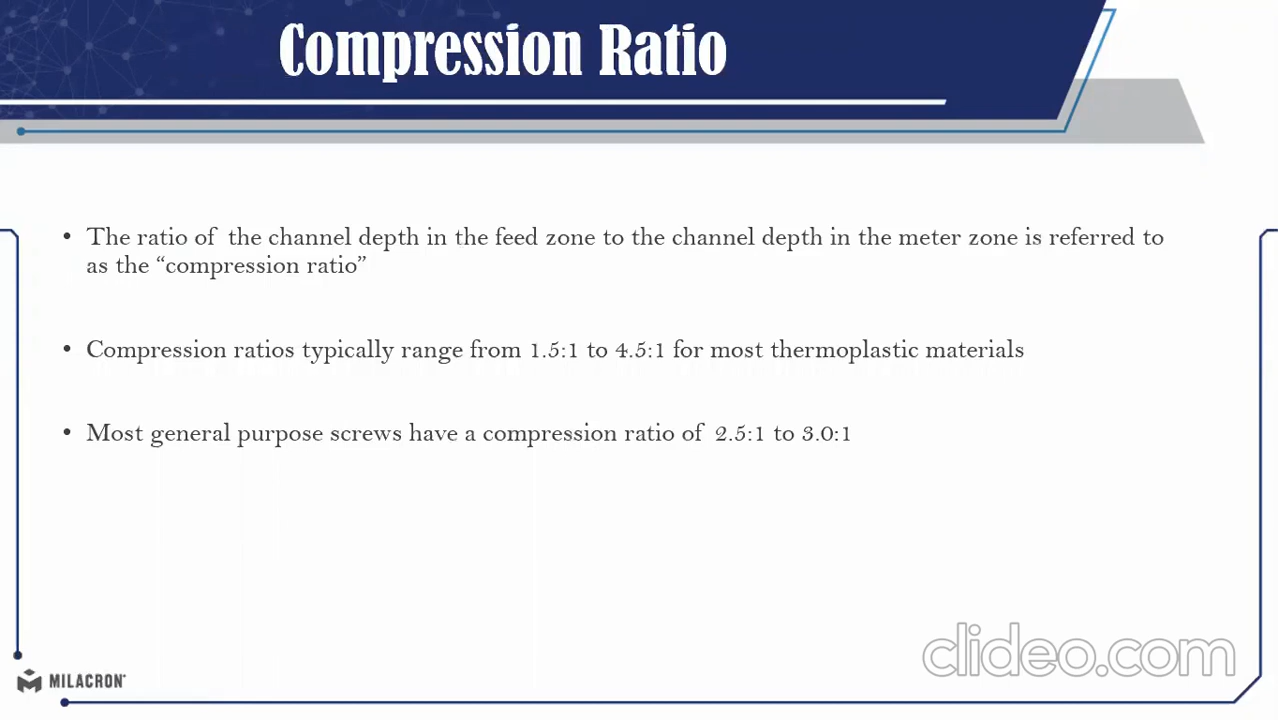 Compression Ratio
• The ratio of the channel depth in the feed zone to the channel depth in the meter zone is referred to
as the “compression ratio”
• Compression ratios typically range from 1.5:1 to 4.5:1 for most thermoplastic materials
• Most general purpose screws have a compression ratio of 2.5:1 to 3.0:1
clideo.com
MILACRON